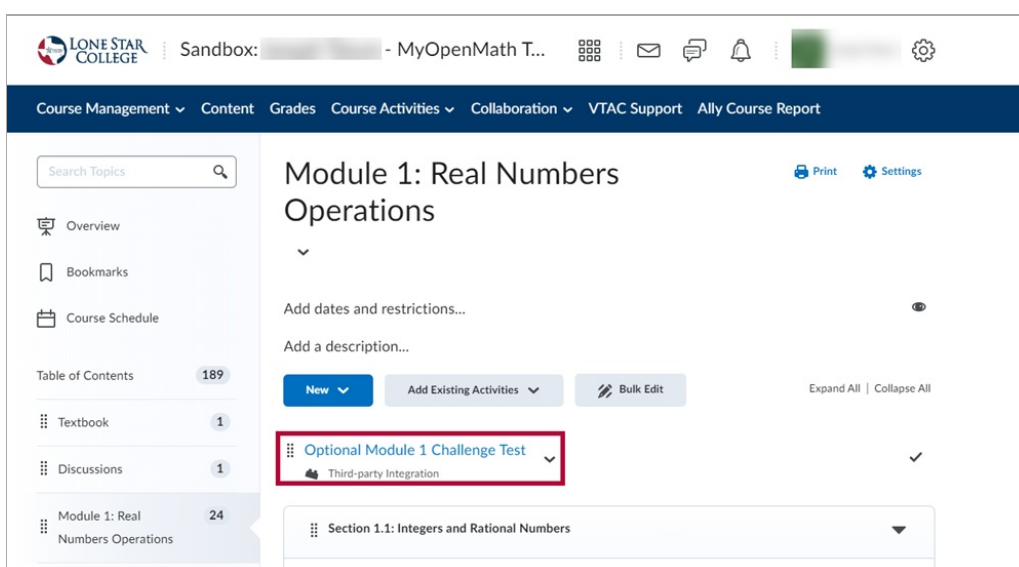 LONE STAR
COLLEGE
Sandbox:
- MyOpenMath T...
Course Management
Content
Grades
Course Activities
Collaboration
VTAC Support
Ally Course Report
Search Topics
Overview
Bookmarks
Course Schedule
Table of Contents
189
Textbook
1
Discussions
1
Module 1: Real
Numbers Operations
24
Module 1: Real Numbers
Operations
Print
Settings
Add dates and restrictions...
Add a description...
New
Add Existing Activities
Bulk Edit
Expand All | Collapse All
Optional Module 1 Challenge Test
Third-party Integration
Section 1.1: Integers and Rational Numbers